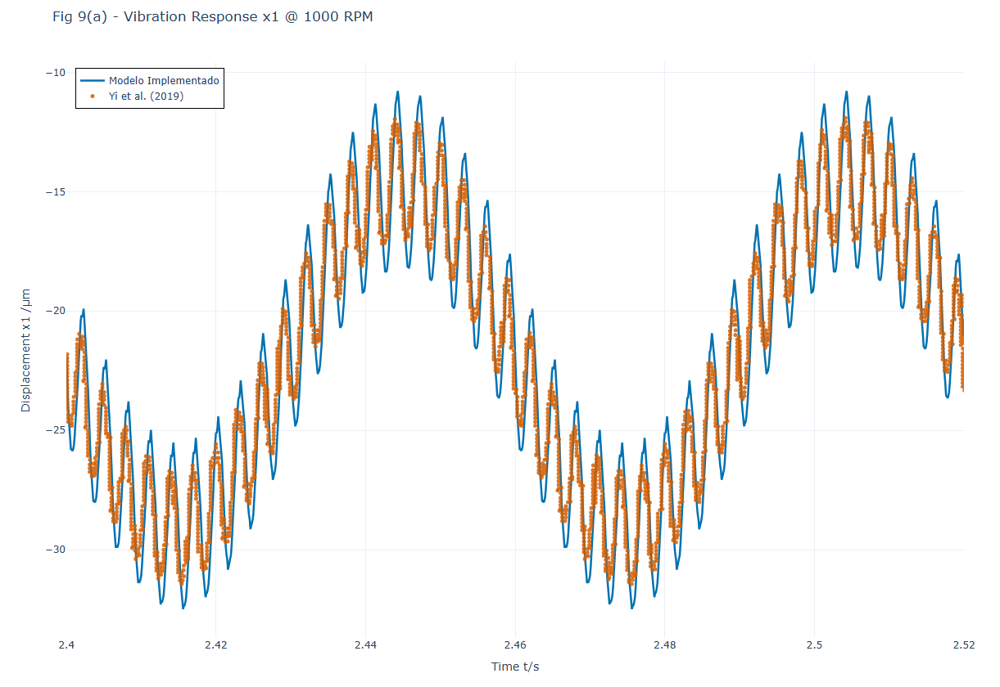 Fig 9(a) - Vibration Response x1 @ 1000 RPM
Modelo Implementado
Yi et al. (2019)
Displacement x1 /μm
−10
−15
−20
−25
−30
2.4
2.42
2.44
2.46
2.48
2.5
2.52
Time t/s